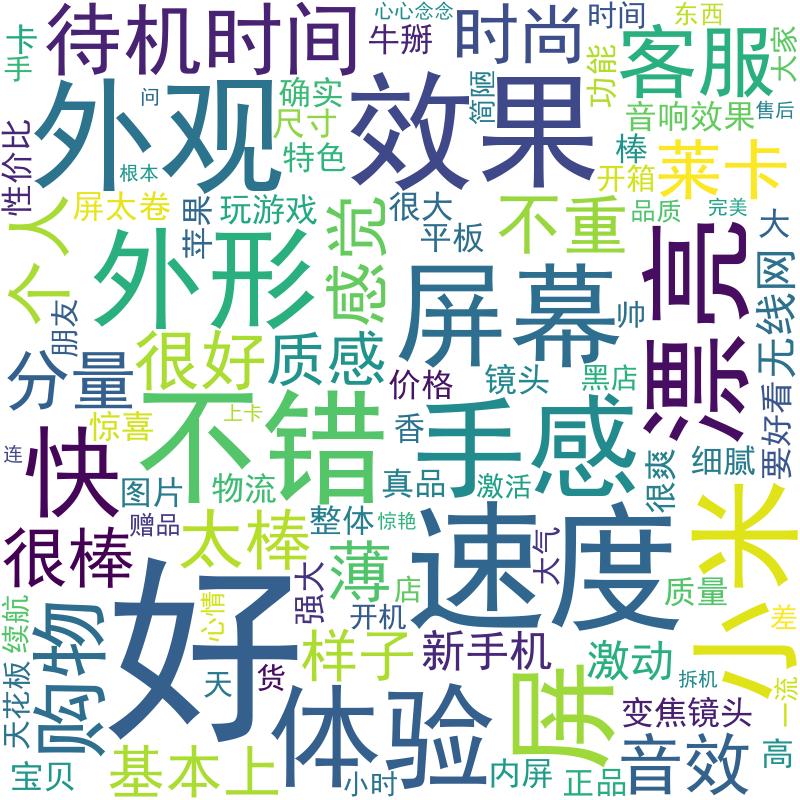 待机时间
心心念念
牛掰
时尚
时间
东西
卡
手
外观
问
确实
尺寸
特色
效果
简陋
功能
客服
大家
音响效果
售后
性价比
根本
棒
开箱
莱卡
个人
屏太卷
苹果
玩游戏
感觉
很大
平板
不重
品质
完美
大
外形
屏幕
帅
漂亮
无线网
朋友
分量
很好
质感
价格
镜头
黑店
要好看
惊喜
上卡
不错
香
手感
很爽
细腻
连
快
图片
物流
真品
激活
赠品
太棒
整体
惊艳
速度
大气
小米
很棒
好
强大
薄
店
开机
质量
差
续航
购物
心情
天
货
样子
新手机
激动
拆机
一流
天花板
体验
屏
变焦镜头
宝贝
基本上
小时
内屏
正品
音效
高